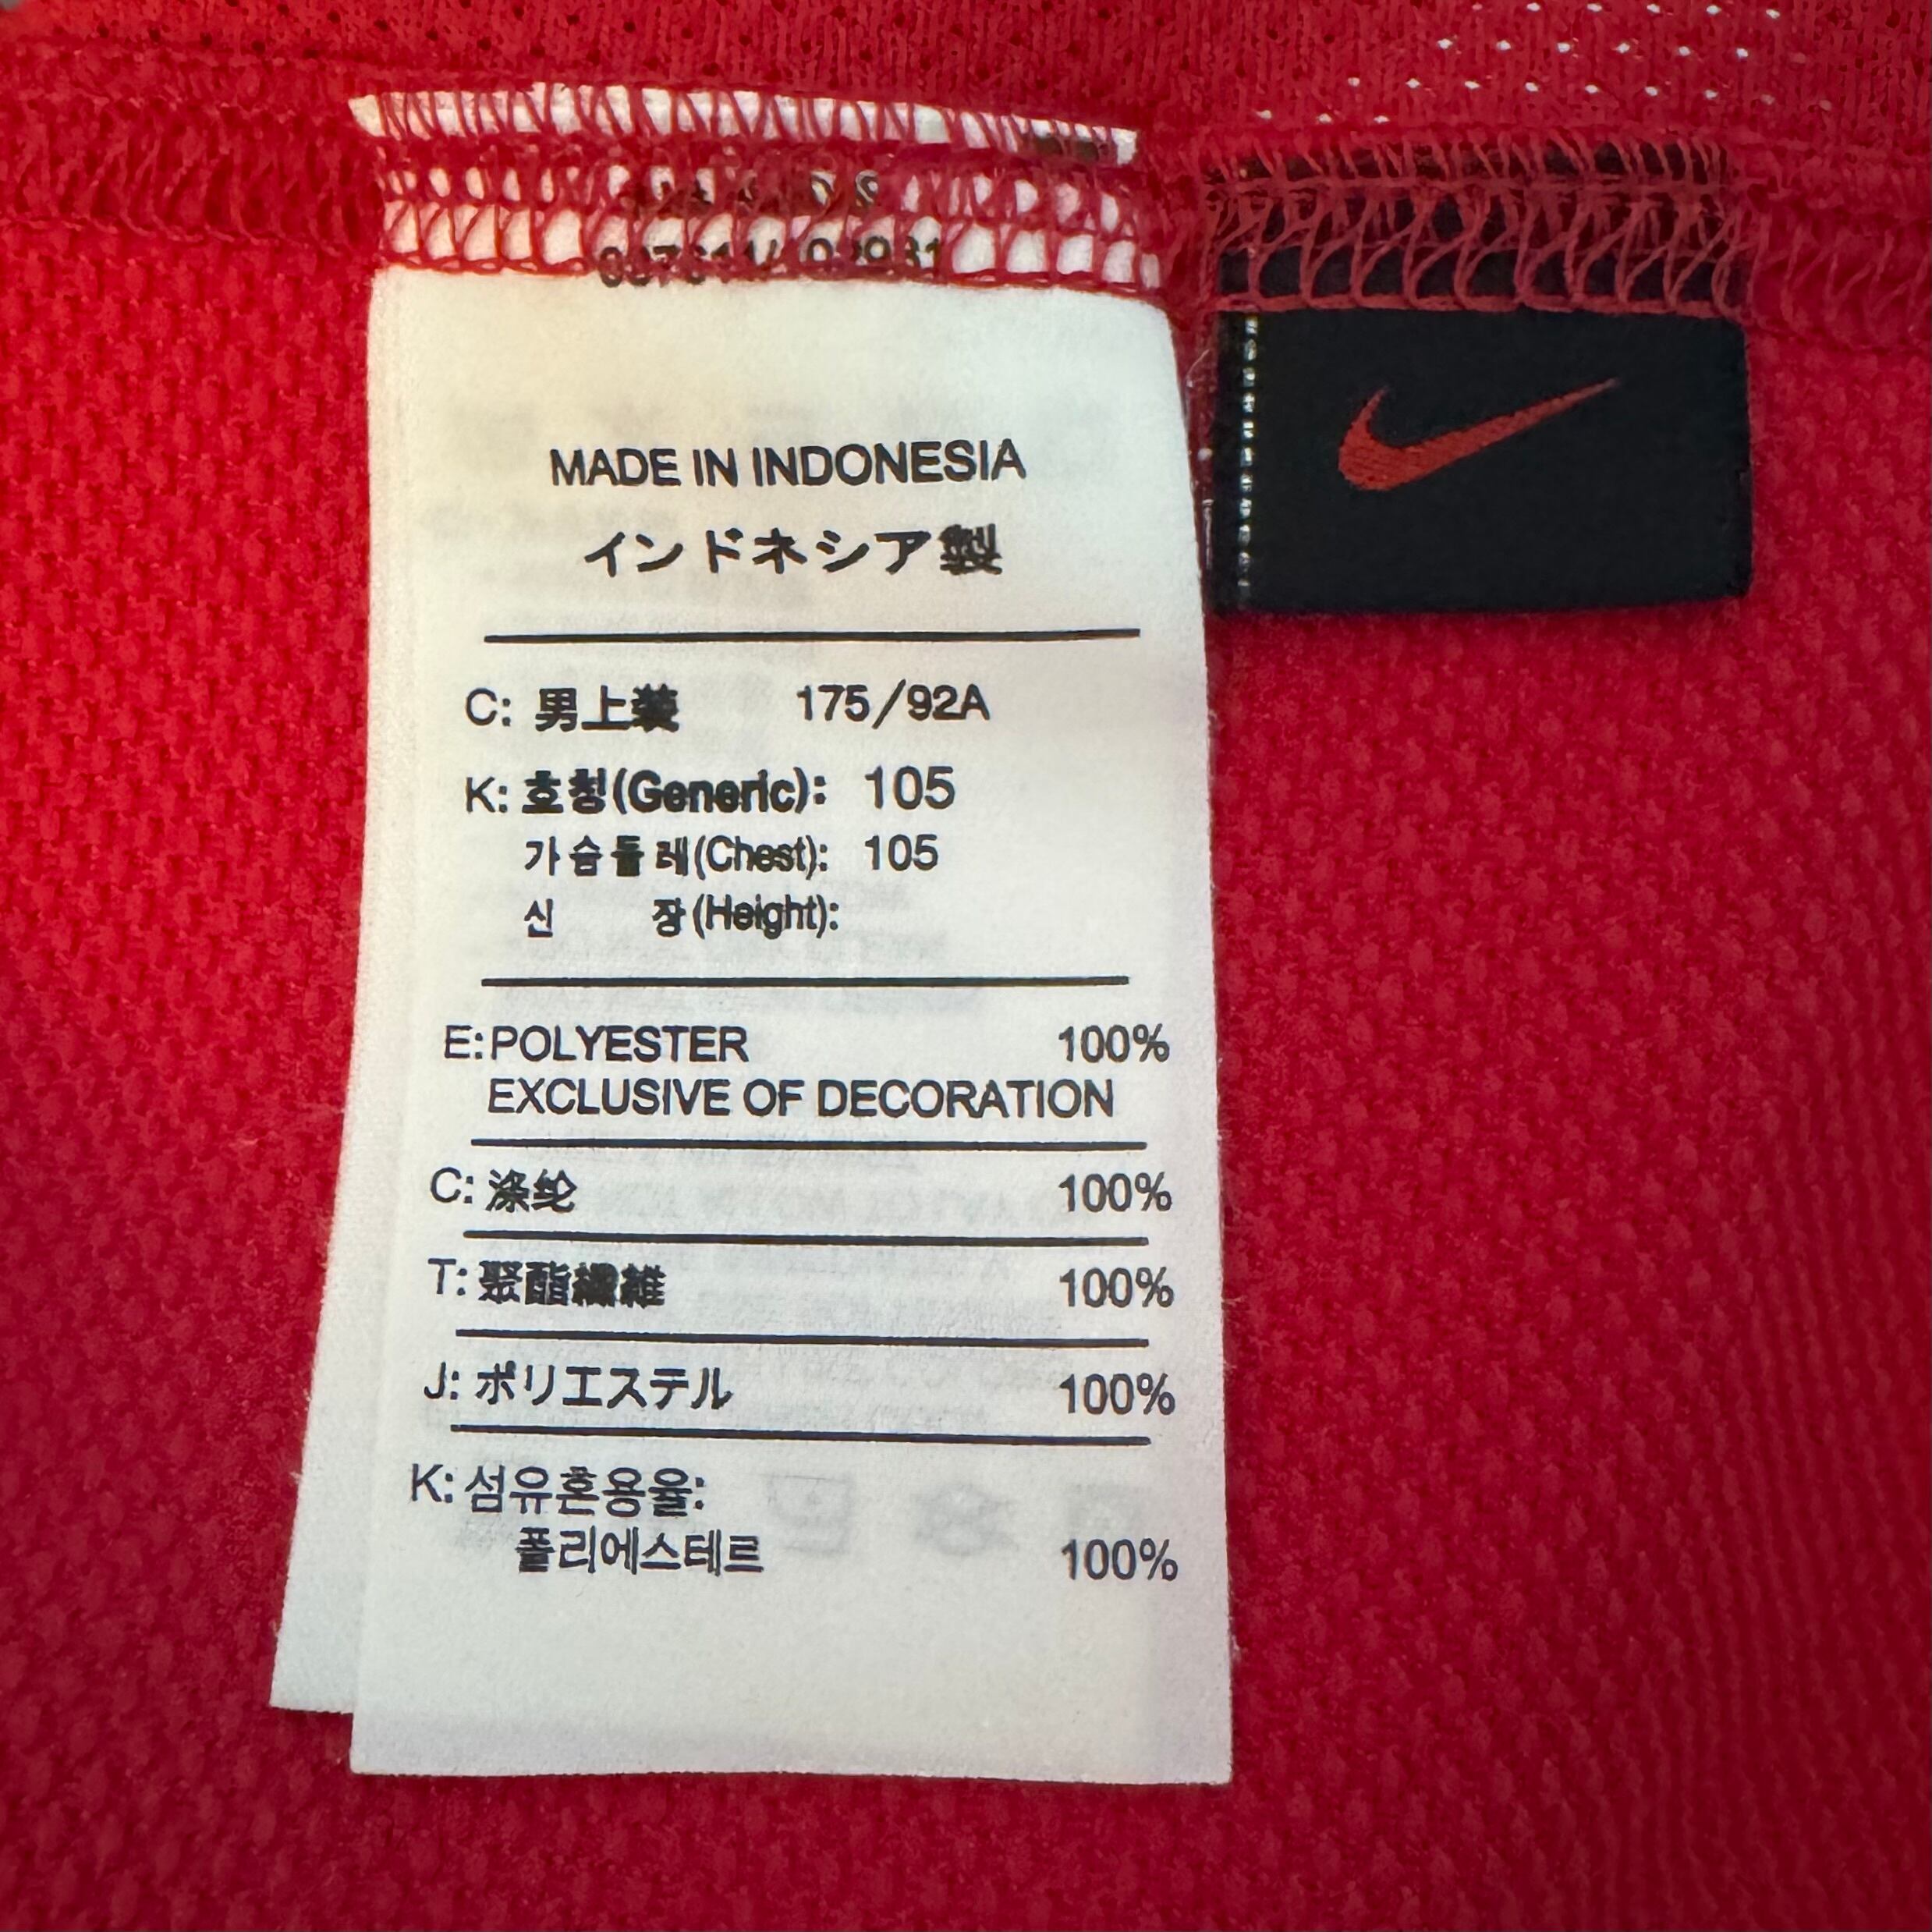 MADE IN INDONESIA
インドネシア製
C: 男上装 175/92A
K: 호칭(Generic): 105
가슴둘레(Chest): 105
신 장(Height):
E:POLYESTER 100%
EXCLUSIVE OF DECORATION
C: 涤纶 100%
T: 聚酯纖維 100%
J: ポリエステル 100%
K: 섬유혼용율:
폴리에스테르 100%